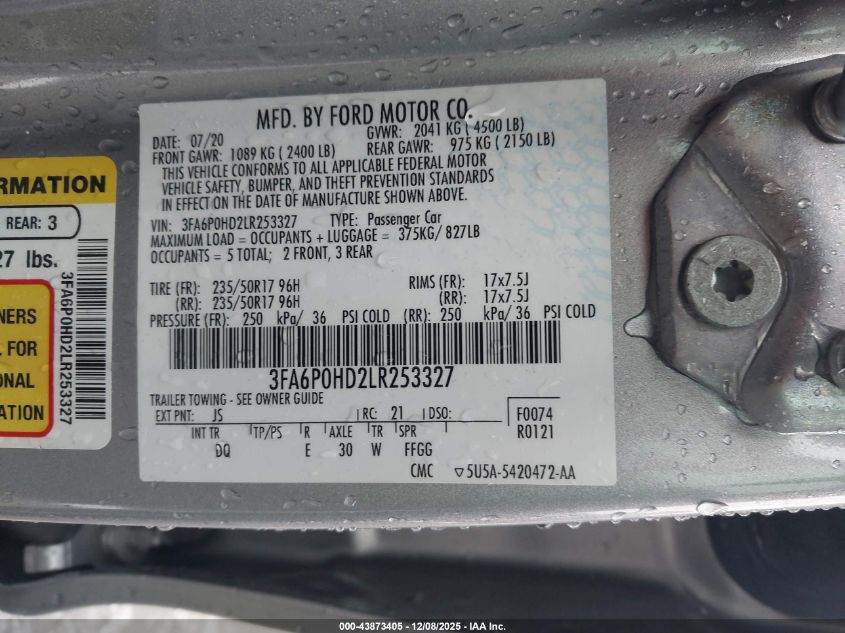 MFD. BY FORD MOTOR CO.
DATE: 07/20 GVWR: 2041 KG ( 4500 LB)
FRONT GAWR: 1089 KG ( 2400 LB) REAR GAWR: 975 KG ( 2150 LB)
THIS VEHICLE CONFORMS TO ALL APPLICABLE FEDERAL MOTOR
VEHICLE SAFETY, BUMPER, AND THEFT PREVENTION STANDARDS
IN EFFECT ON THE DATE OF MANUFACTURE SHOWN ABOVE.
VIN: 3FA6P0HD2LR253327 TYPE: Passenger Car
MAXIMUM LOAD = OCCUPANTS + LUGGAGE = 375KG/ 827LB
OCCUPANTS = 5 TOTAL; 2 FRONT, 3 REAR
TIRE (FR): 235/50R17 96H RIMS (FR): 17x7.5J
(RR): 235/50R17 96H (RR): 17x7.5J
PRESSURE (FR): 250 kPa/ 36 PSI COLD (RR): 250 kPa/ 36 PSI COLD
3FA6P0HD2LR253327
TRAILER TOWING - SEE OWNER GUIDE
EXT PNT: JS RC: 21 DSO: F0074
INT TR TP/PS R AXLE TR SPR R0121
DQ E 30 W FFGG
CMC ▽5U5A-5420472-AA
RMATION
REAR: 3
27 lbs.
3FA6P0HD2LR253327
NERS
L FOR
ONAL
ATION
000-43873405 - 12/08/2025 - IAA Inc.